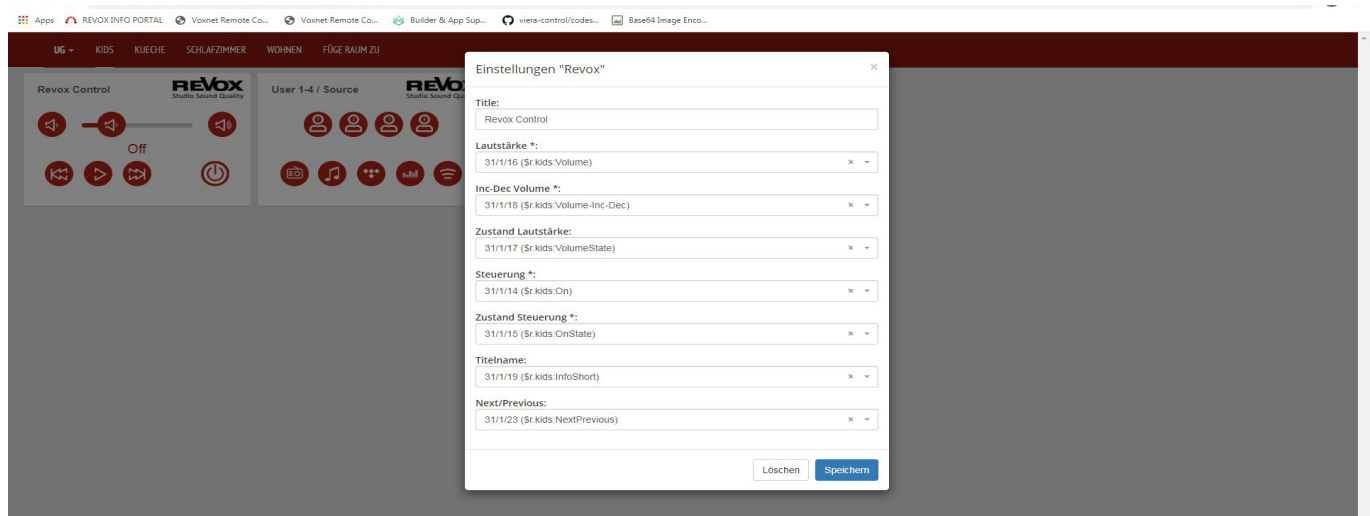 Apps REVOX INFO PORTAL Voxnet Remote Co... Voxnet Remote Co... Builder & App Sup... viera-control/codes... Base64 Image Enco...
UG KIDS KUECHE SCHLAFZIMMER WOHNEN FÜGE RAUM ZU
Revox Control REVOX
Studio Sound Quality
Off
User 1-4 / Source REVO
Studio Sound Qu
Einstellungen "Revox" ×
Title:
Revox Control
Lautstärke *:
31/1/16 ($r.kids:Volume) ×
Inc-Dec Volume *:
31/1/18 ($r.kids:Volume-Inc-Dec) ×
Zustand Lautstärke:
31/1/17 ($r.kids:VolumeState) ×
Steuerung *:
31/1/14 ($r.kids:On) ×
Zustand Steuerung *:
31/1/15 ($r.kids:OnState) ×
Titelname:
31/1/19 ($r.kids:InfoShort) ×
Next/Previous:
31/1/23 ($r.kids:NextPrevious) ×
Löschen Speichern